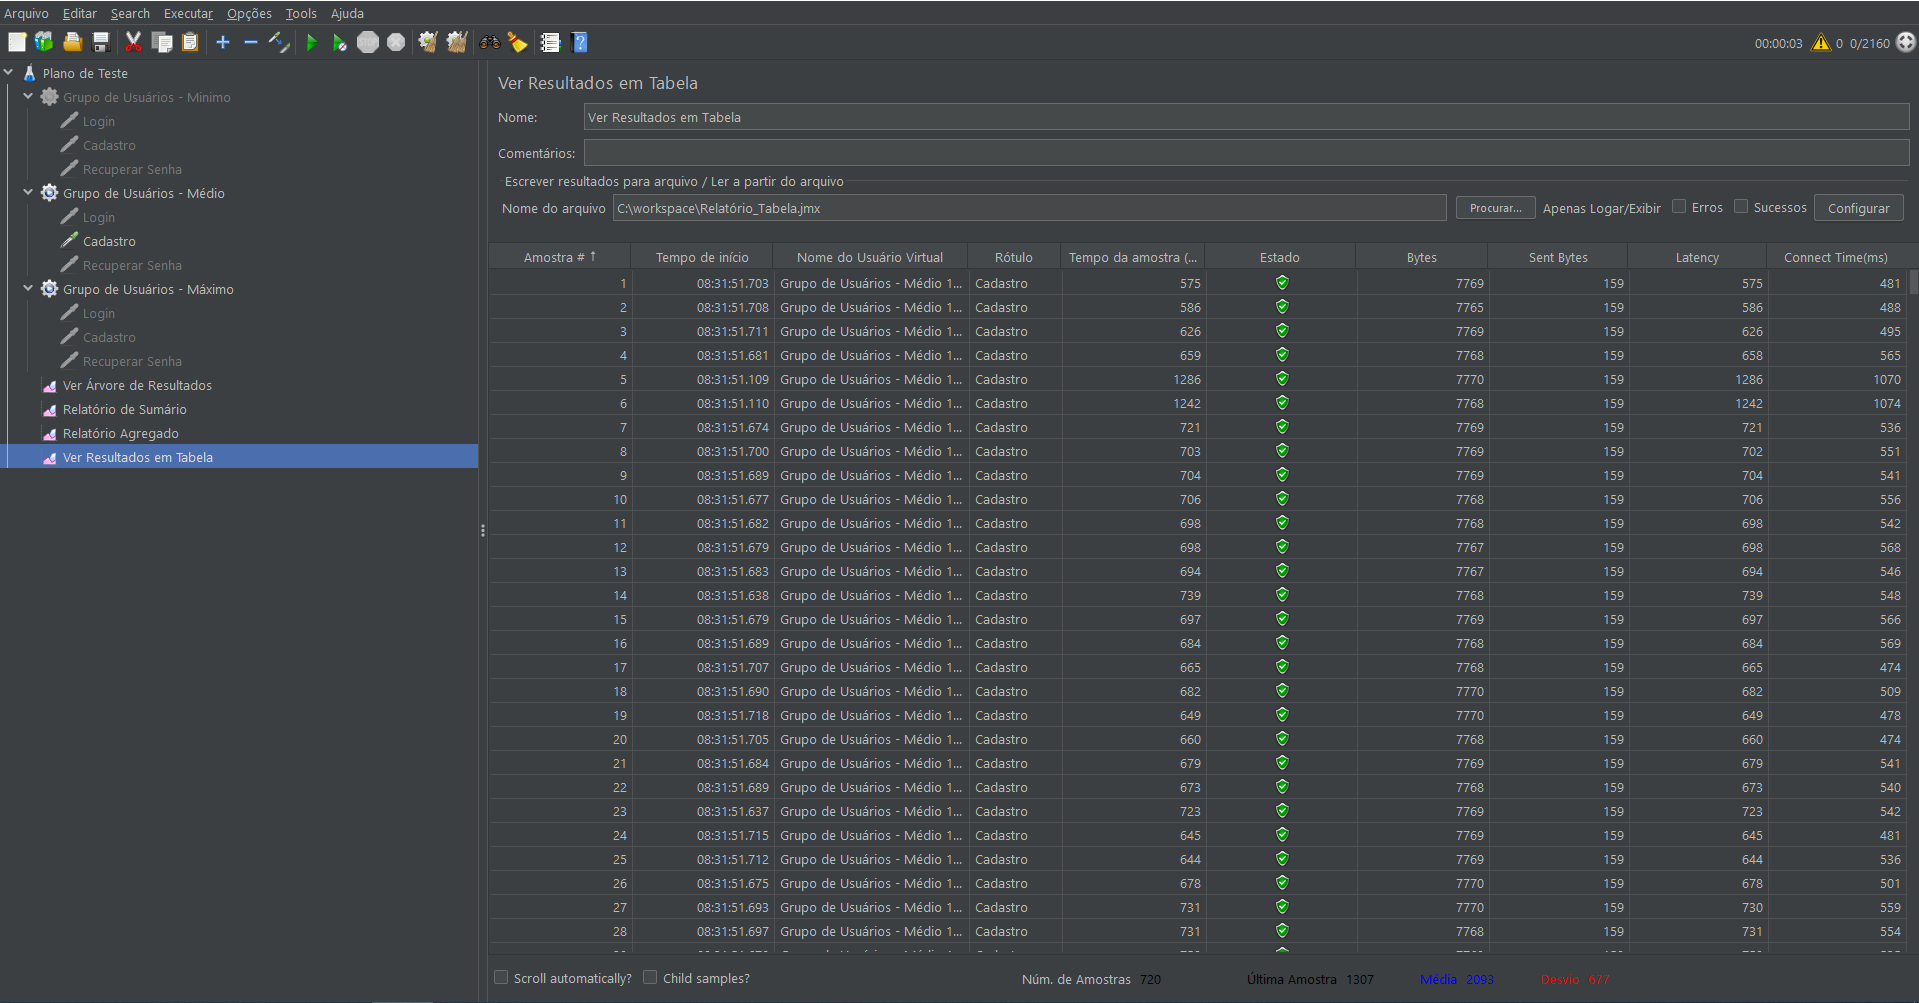 Arquivo Editar Search Executar Opções Tools Ajuda
00:00:03 0 0/2160
Plano de Teste
Grupo de Usuários - Minimo
Login
Cadastro
Recuperar Senha
Grupo de Usuários - Médio
Login
Cadastro
Recuperar Senha
Grupo de Usuários - Máximo
Login
Cadastro
Recuperar Senha
Ver Árvore de Resultados
Relatório de Sumário
Relatório Agregado
Ver Resultados em Tabela
Ver Resultados em Tabela
Nome: Ver Resultados em Tabela
Comentários:
Escrever resultados para arquivo / Ler a partir do arquivo
Nome do arquivo C:\workspace\Relatório_Tabela.jmx Procurar... Apenas Logar/Exibir Erros Sucessos Configurar
Amostra # ↑ Tempo de início Nome do Usuário Virtual Rótulo Tempo da amostra (... Estado Bytes Sent Bytes Latency Connect Time(ms)
1 08:31:51.703 Grupo de Usuários - Médio 1... Cadastro 575 7769 159 575 481
2 08:31:51.708 Grupo de Usuários - Médio 1... Cadastro 586 7765 159 586 488
3 08:31:51.711 Grupo de Usuários - Médio 1... Cadastro 626 7769 159 626 495
4 08:31:51.681 Grupo de Usuários - Médio 1... Cadastro 659 7768 159 658 565
5 08:31:51.109 Grupo de Usuários - Médio 1... Cadastro 1286 7770 159 1286 1070
6 08:31:51.110 Grupo de Usuários - Médio 1... Cadastro 1242 7768 159 1242 1074
7 08:31:51.674 Grupo de Usuários - Médio 1... Cadastro 721 7769 159 721 536
8 08:31:51.700 Grupo de Usuários - Médio 1... Cadastro 703 7769 159 702 551
9 08:31:51.689 Grupo de Usuários - Médio 1... Cadastro 704 7769 159 704 541
10 08:31:51.677 Grupo de Usuários - Médio 1... Cadastro 706 7768 159 706 556
11 08:31:51.682 Grupo de Usuários - Médio 1... Cadastro 698 7768 159 698 542
12 08:31:51.679 Grupo de Usuários - Médio 1... Cadastro 698 7767 159 698 568
13 08:31:51.683 Grupo de Usuários - Médio 1... Cadastro 694 7767 159 694 546
14 08:31:51.638 Grupo de Usuários - Médio 1... Cadastro 739 7768 159 739 548
15 08:31:51.679 Grupo de Usuários - Médio 1... Cadastro 697 7769 159 697 566
16 08:31:51.689 Grupo de Usuários - Médio 1... Cadastro 684 7768 159 684 569
17 08:31:51.707 Grupo de Usuários - Médio 1... Cadastro 665 7768 159 665 474
18 08:31:51.690 Grupo de Usuários - Médio 1... Cadastro 682 7770 159 682 509
19 08:31:51.718 Grupo de Usuários - Médio 1... Cadastro 649 7770 159 649 478
20 08:31:51.705 Grupo de Usuários - Médio 1... Cadastro 660 7768 159 660 474
21 08:31:51.684 Grupo de Usuários - Médio 1... Cadastro 679 7769 159 679 541
22 08:31:51.689 Grupo de Usuários - Médio 1... Cadastro 673 7768 159 673 540
23 08:31:51.637 Grupo de Usuários - Médio 1... Cadastro 723 7769 159 723 542
24 08:31:51.715 Grupo de Usuários - Médio 1... Cadastro 645 7769 159 645 481
25 08:31:51.712 Grupo de Usuários - Médio 1... Cadastro 644 7769 159 644 536
26 08:31:51.675 Grupo de Usuários - Médio 1... Cadastro 678 7770 159 678 501
27 08:31:51.693 Grupo de Usuários - Médio 1... Cadastro 731 7770 159 730 559
28 08:31:51.697 Grupo de Usuários - Médio 1... Cadastro 731 7768 159 731 554
Scroll automatically? Child samples? Núm. de Amostras 720 Última Amostra 1307 Média 2093 Desvio 677